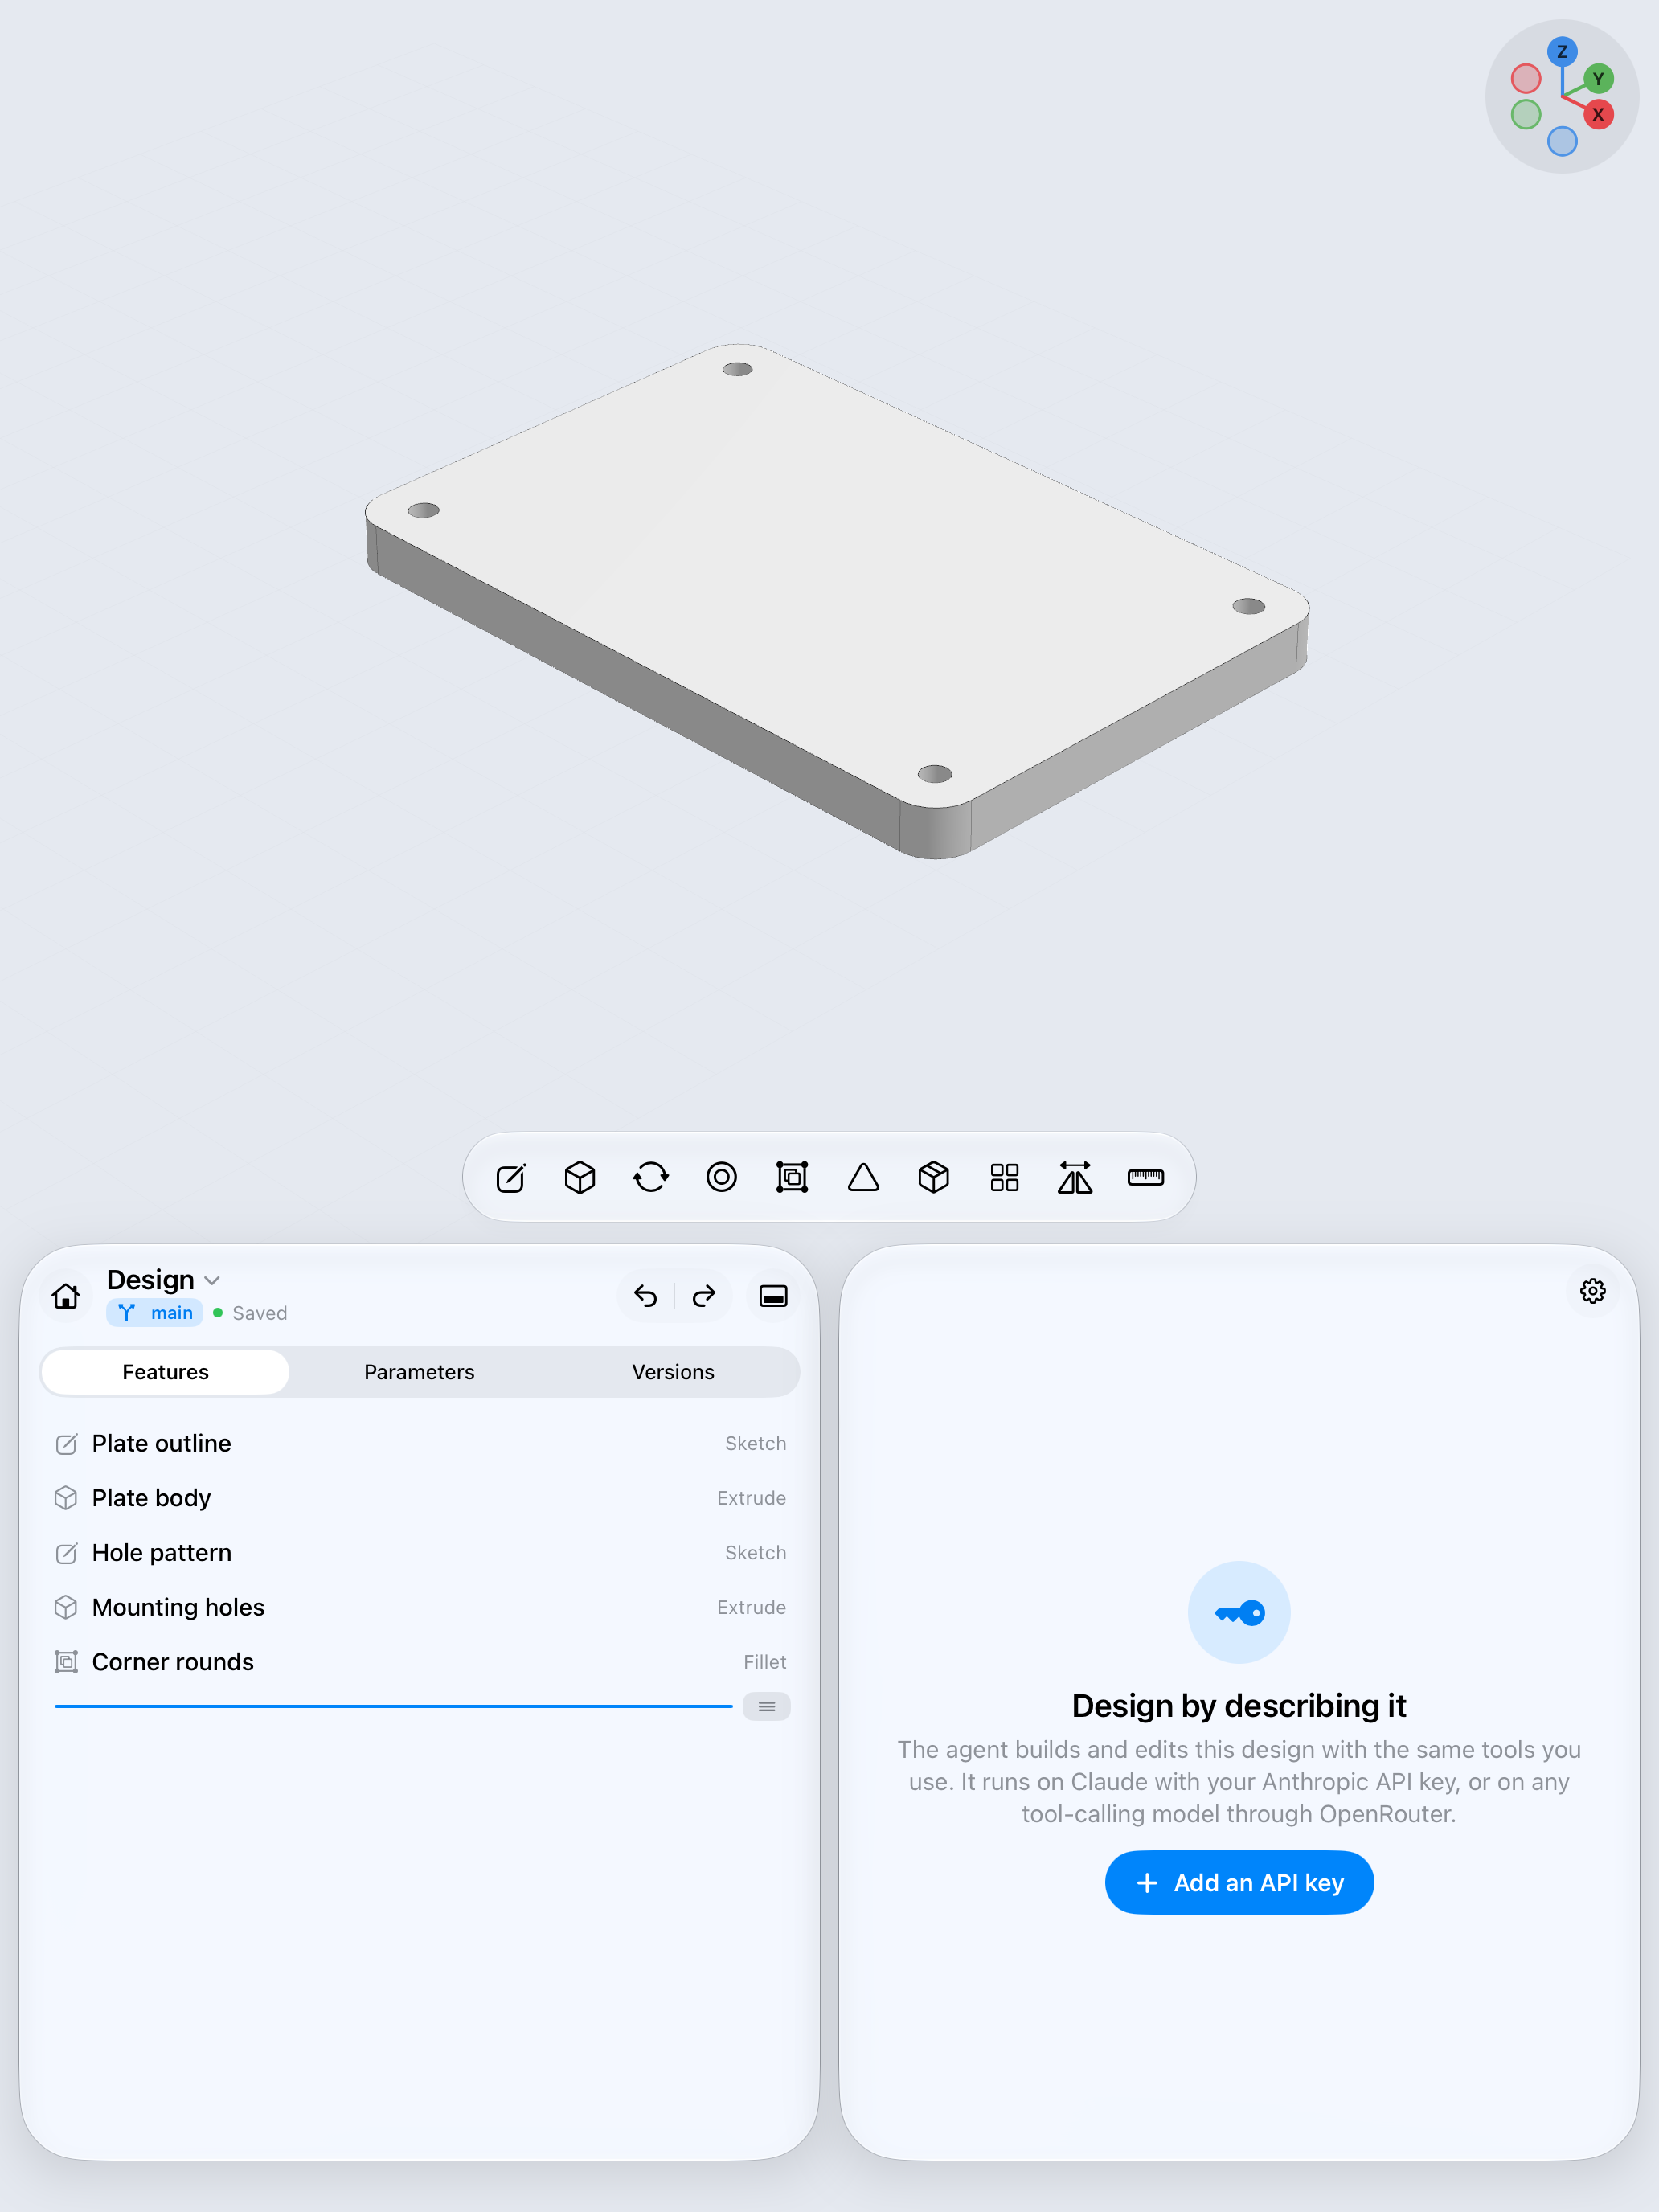 Z
Y
X
Design
main
Saved
Features
Parameters
Versions
Plate outline
Sketch
Plate body
Extrude
Hole pattern
Sketch
Mounting holes
Extrude
Corner rounds
Fillet
Design by describing it
The agent builds and edits this design with the same tools you
use. It runs on Claude with your Anthropic API key, or on any
tool-calling model through OpenRouter.
Add an API key